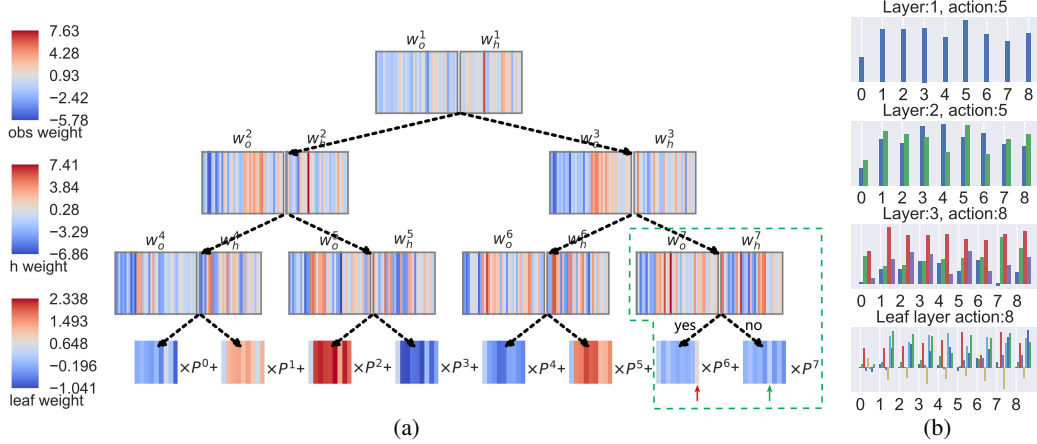 7.63
4.28
0.93
−2.42
−5.78
obs weight
7.41
3.84
0.28
−3.29
−6.86
h weight
2.338
1.493
0.648
−0.196
−1.041
leaf weight
w_o^1 w_h^1
w_o^2 w_h^2 w_o^3 w_h^3
w_o^4 w_h^4 w_o^5 w_h^5 w_o^6 w_h^6 w_o^7 w_h^7
yes no
×P^0+ ×P^1+ ×P^2+ ×P^3+ ×P^4+ ×P^5+ ×P^6+ ×P^7
(a)
Layer:1, action:5
0 1 2 3 4 5 6 7 8
Layer:2, action:5
0 1 2 3 4 5 6 7 8
Layer:3, action:8
0 1 2 3 4 5 6 7 8
Leaf layer action:8
0 1 2 3 4 5 6 7 8
(b)